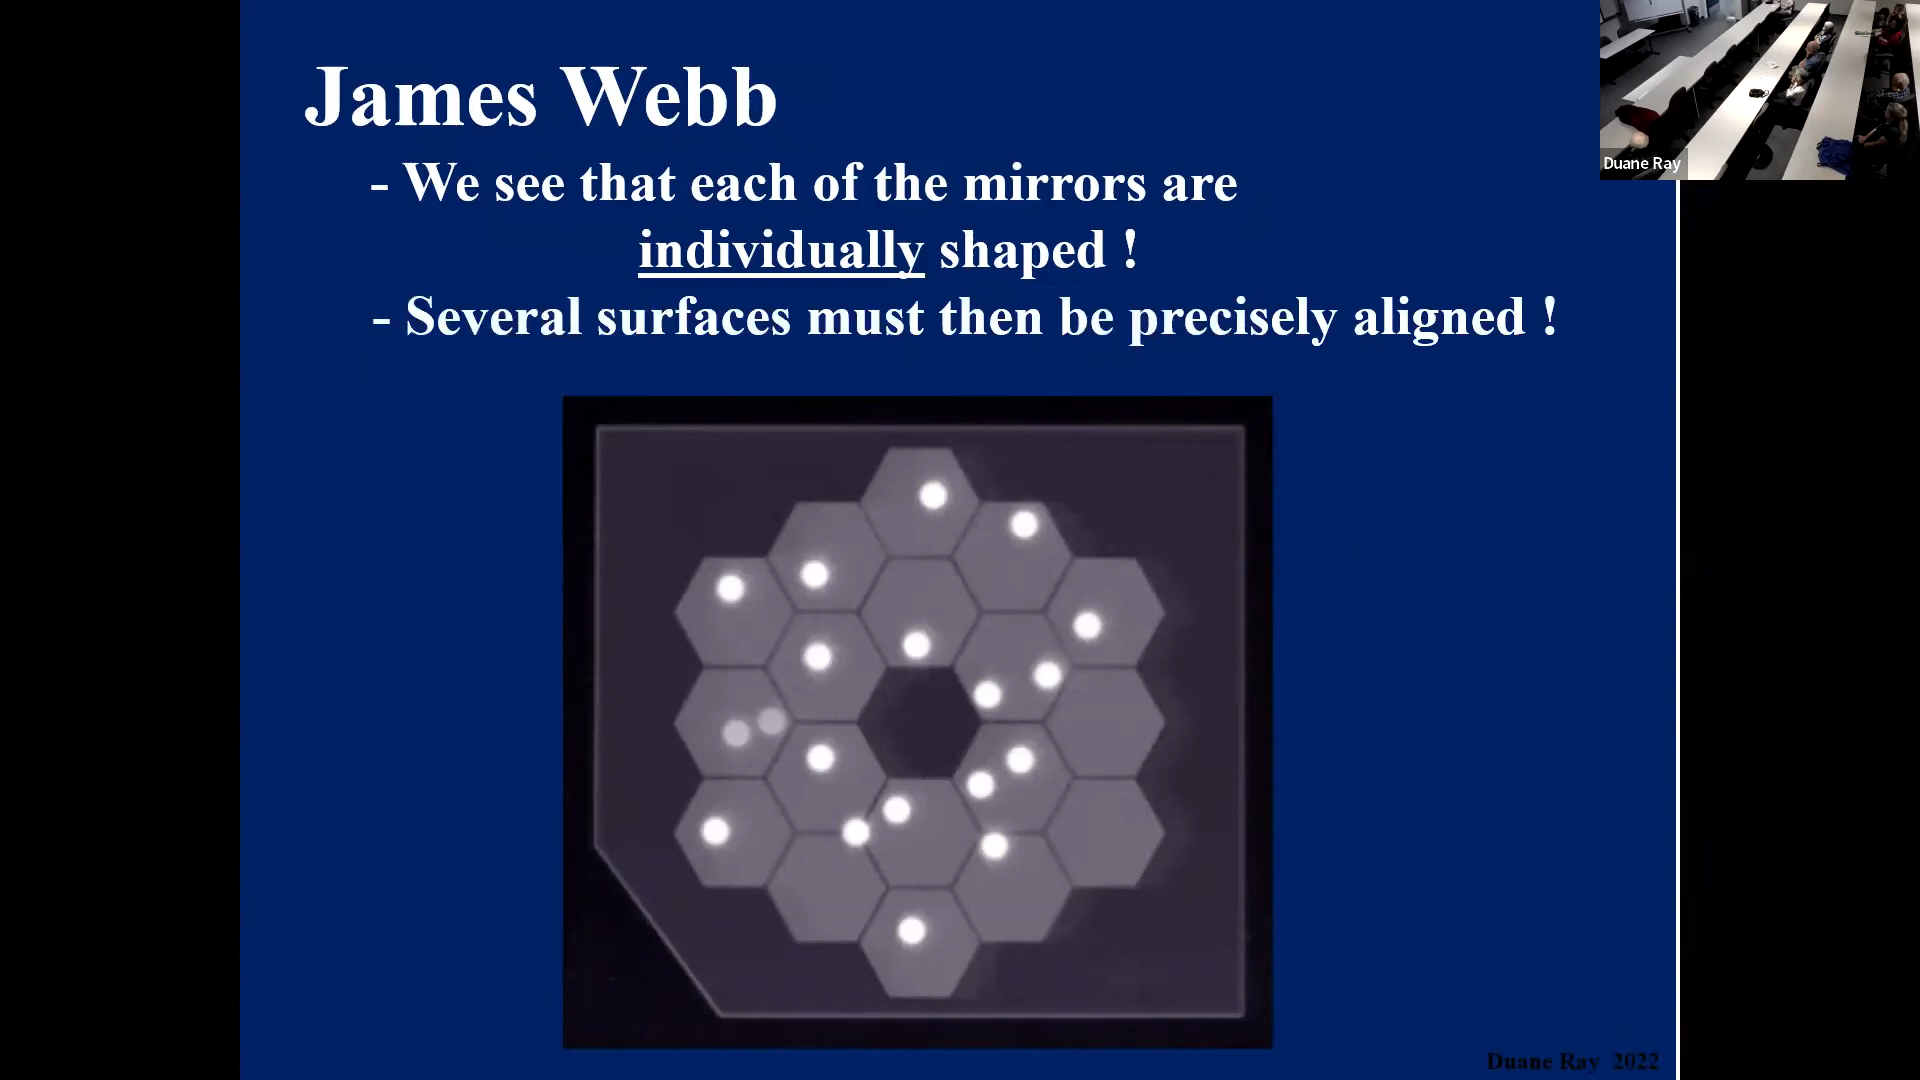 James Webb
- We see that each of the mirrors are
individually shaped !
- Several surfaces must then be precisely aligned !
Duane Ray
Duane Ray 2022